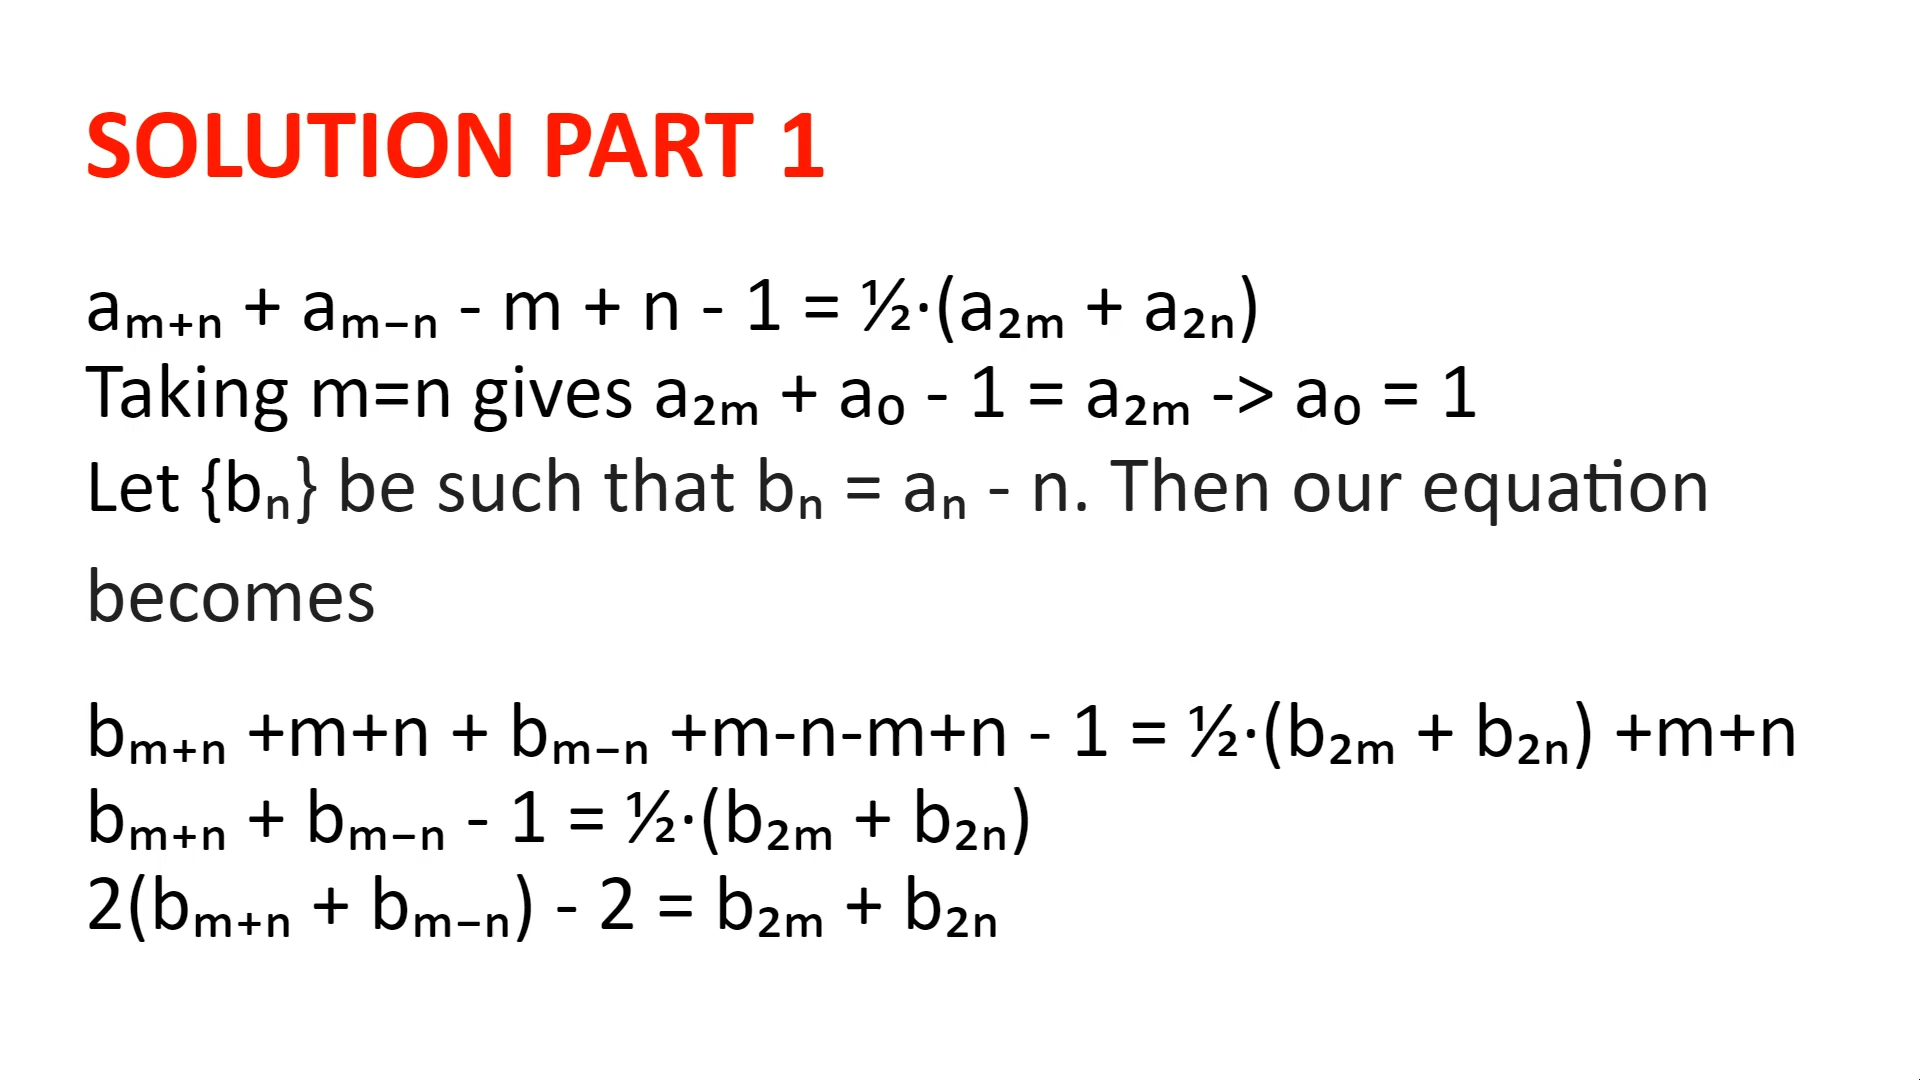 SOLUTION PART 1
aₘ₊ₙ + aₘ₋ₙ - m + n - 1 = ½·(a₂ₘ + a₂ₙ)
Taking m=n gives a₂ₘ + a₀ - 1 = a₂ₘ -> a₀ = 1
Let {bₙ} be such that bₙ = aₙ - n. Then our equation
becomes
bₘ₊ₙ +m+n + bₘ₋ₙ +m-n-m+n - 1 = ½·(b₂ₘ + b₂ₙ) +m+n
bₘ₊ₙ + bₘ₋ₙ - 1 = ½·(b₂ₘ + b₂ₙ)
2(bₘ₊ₙ + bₘ₋ₙ) - 2 = b₂ₘ + b₂ₙ